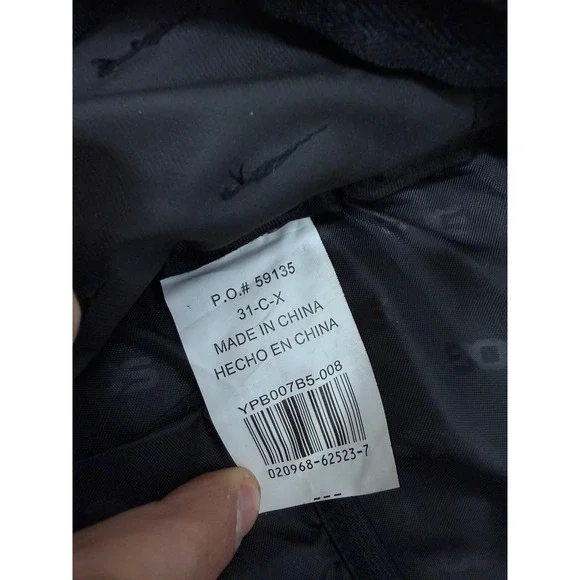 P.O.# 59135
31-C-X
MADE IN CHINA
HECHO EN CHINA
YPB007B5-008
020968-62523-7
---